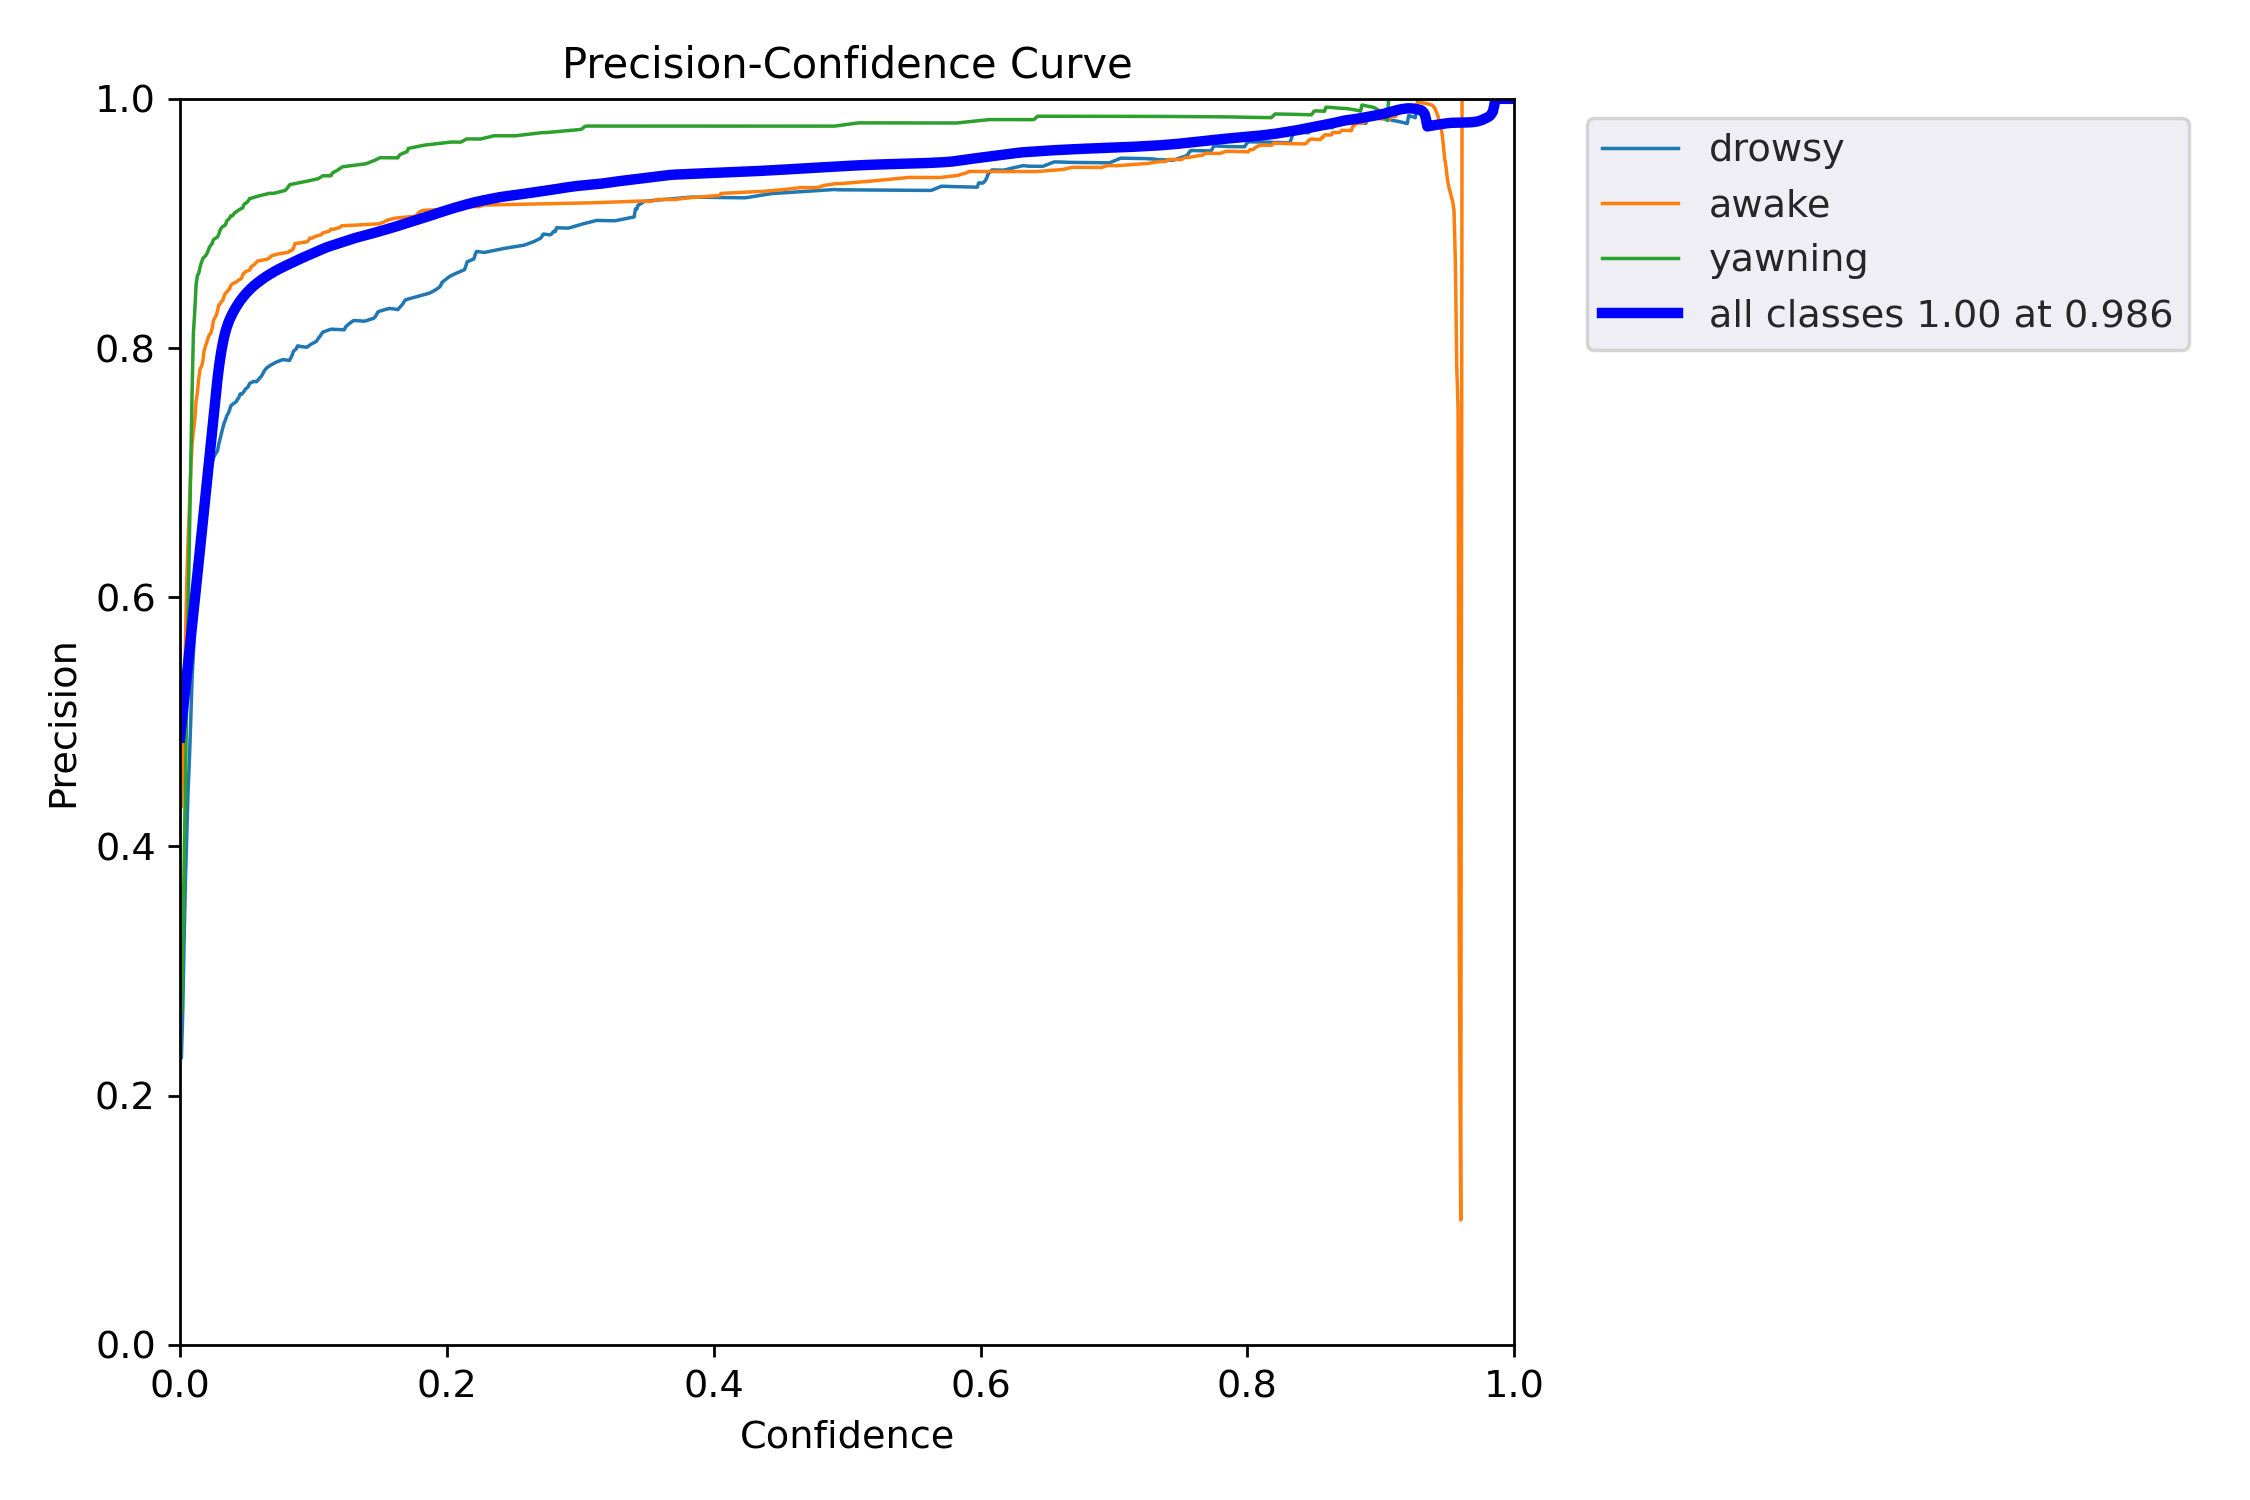 Precision-Confidence Curve
1.0
0.8
0.6
0.4
0.2
0.0
Precision
0.0 0.2 0.4 0.6 0.8 1.0
Confidence
drowsy
awake
yawning
all classes 1.00 at 0.986